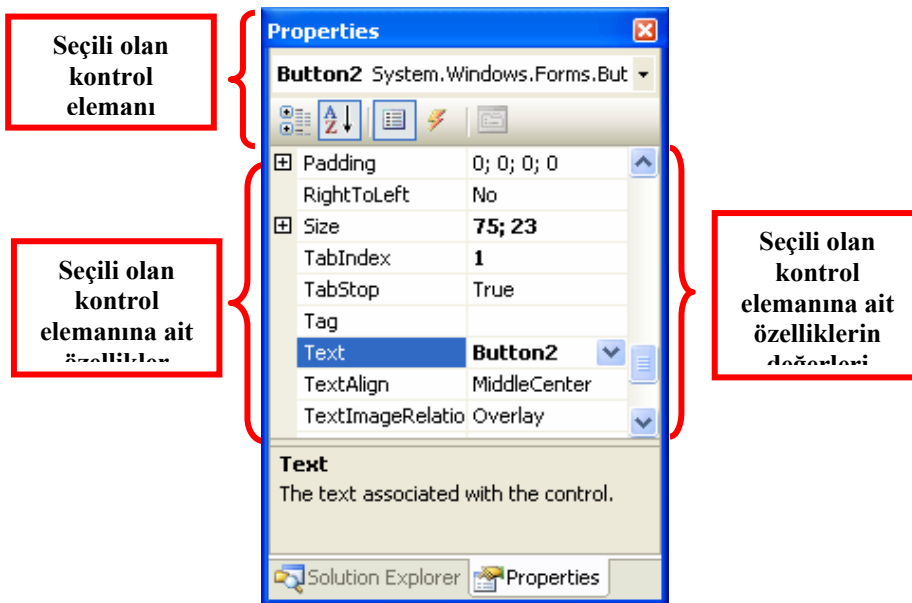 Seçili olan
kontrol
elemanı
Properties
Button2 System.Windows.Forms.But
A
Z
Padding 0; 0; 0; 0
RightToLeft No
Size 75; 23
TabIndex 1
TabStop True
Tag
Text Button2
TextAlign MiddleCenter
TextImageRelatio Overlay
Seçili olan
kontrol
elemanına ait
özellikler
Seçili olan
kontrol
elemanına ait
özelliklerin
değerleri
Text
The text associated with the control.
Solution Explorer Properties